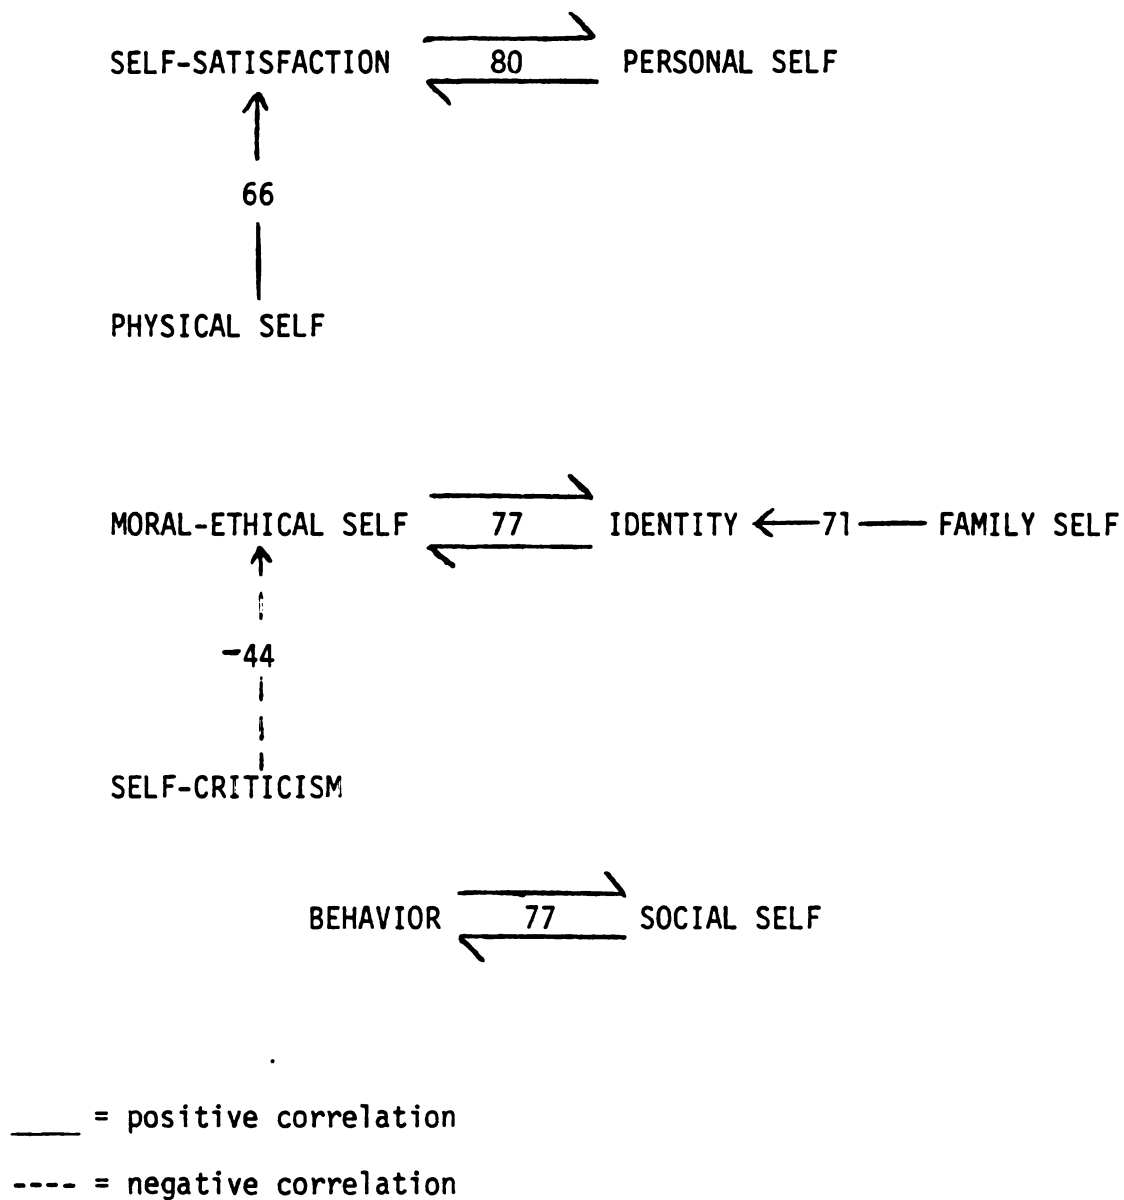 SELF-SATISFACTION 80 PERSONAL SELF
66
PHYSICAL SELF
MORAL-ETHICAL SELF 77 IDENTITY 71 FAMILY SELF
-44
SELF-CRITICISM
BEHAVIOR 77 SOCIAL SELF
____ = positive correlation
---- = negative correlation